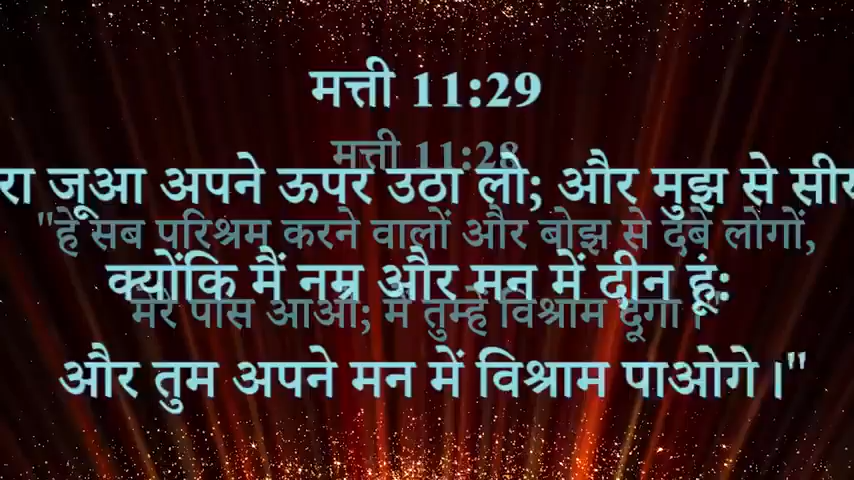 मत्ती 11:29
मत्ती 11:28
जूआ अपने ऊपर उठा लो; और मुझ से
"हे सब परिश्रम करने वालों और बोझ से दबे लोगों,
क्योंकि मैं नम्र और मन में दीन हूं:
मेरे पास आओ; मैं तुम्हें विश्राम दूंगा।"
और तुम अपने मन में विश्राम पाओगे।"